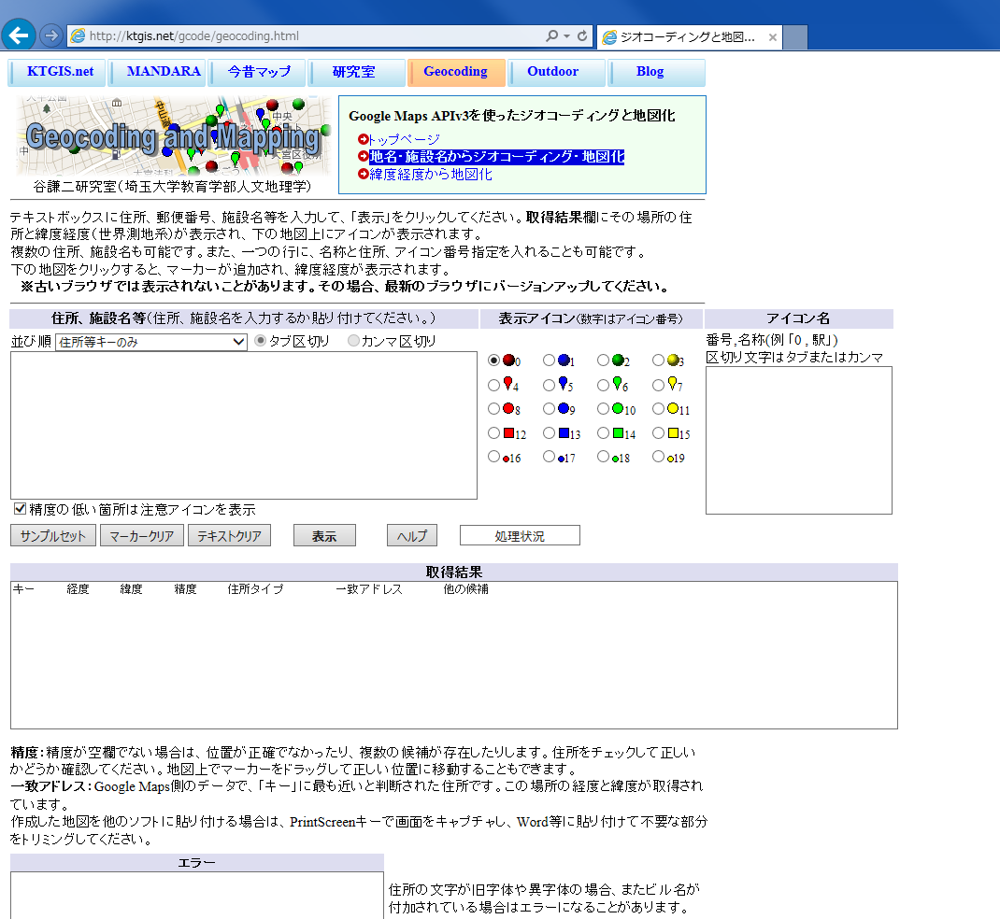 http://ktgis.net/gcode/geocoding.html
ジオコーディングと地図...
KTGIS.net
MANDARA
今昔マップ
研究室
Geocoding
Outdoor
Blog
Geocoding and Mapping
中山道
中央
谷謙二研究室(埼玉大学教育学部人文地理学)
Google Maps APIv3を使ったジオコーディングと地図化
トップページ
地名・施設名からジオコーディング・地図化
緯度経度から地図化
テキストボックスに住所、郵便番号、施設名等を入力して、「表示」をクリックしてください。取得結果欄にその場所の住
所と緯度経度(世界測地系)が表示され、下の地図上にアイコンが表示されます。
複数の住所、施設名も可能です。また、一つの行に、名称と住所、アイコン番号指定を入れることも可能です。
下の地図をクリックすると、マーカーが追加され、緯度経度が表示されます。
※古いブラウザでは表示されないことがあります。その場合、最新のブラウザにバージョンアップしてください。
住所、施設名等(住所、施設名を入力するか貼り付けてください。)
並び順 住所等キーのみ タブ区切り カンマ区切り
表示アイコン(数字はアイコン番号)
0 1 2 3
4 5 6 7
8 9 10 11
12 13 14 15
16 17 18 19
アイコン名
番号,名称(例「0 , 駅」)
区切り文字はタブまたはカンマ
精度の低い箇所は注意アイコンを表示
サンプルセット マーカークリア テキストクリア 表示 ヘルプ 処理状況
取得結果
キー 経度 緯度 精度 住所タイプ 一致アドレス 他の候補
精度:精度が空欄でない場合は、位置が正確でなかったり、複数の候補が存在したりします。住所をチェックして正しい
かどうか確認してください。地図上でマーカーをドラッグして正しい位置に移動することもできます。
一致アドレス:Google Maps側のデータで、「キー」に最も近いと判断された住所です。この場所の経度と緯度が取得され
ています。
作成した地図を他のソフトに貼り付ける場合は、PrintScreenキーで画面をキャプチャし、Word等に貼り付けて不要な部分
をトリミングしてください。
エラー
住所の文字が旧字体や異字体の場合、またビル名が
付加されている場合はエラーになることがあります。